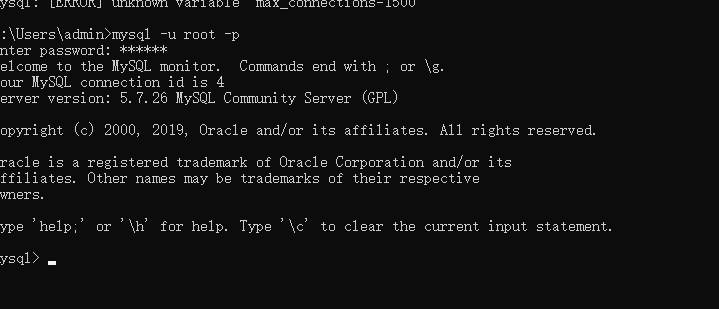 ysql: [ERROR] unknown variable 'max_connections=1500'
:\Users\admin>mysql -u root -p
nter password: ******
elcome to the MySQL monitor.  Commands end with ; or \g.
our MySQL connection id is 4
erver version: 5.7.26 MySQL Community Server (GPL)
opyright (c) 2000, 2019, Oracle and/or its affiliates. All rights reserved.
racle is a registered trademark of Oracle Corporation and/or its
ffiliates. Other names may be trademarks of their respective
wners.
ype 'help;' or '\h' for help. Type '\c' to clear the current input statement.
ysql>